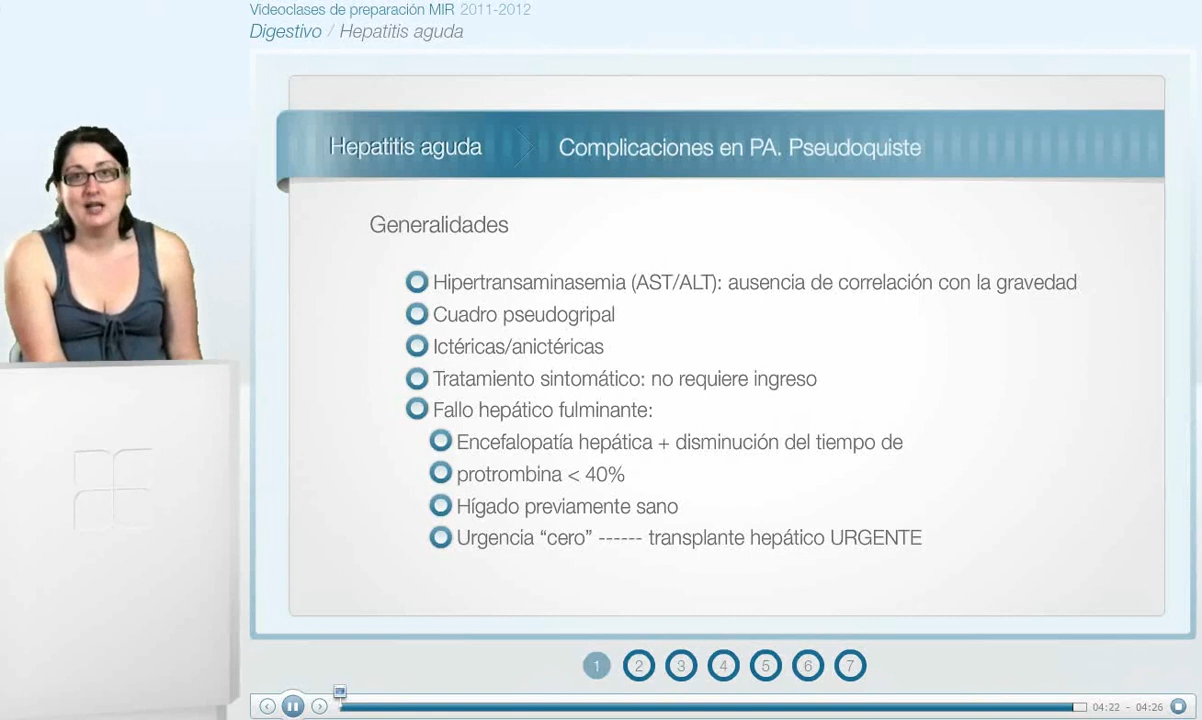 Videoclases de preparación MIR 2011-2012
Digestivo / Hepatitis aguda
Hepatitis aguda
Complicaciones en PA. Pseudoquiste
Generalidades
Hipertransaminasemia (AST/ALT): ausencia de correlación con la gravedad
Cuadro pseudogripal
Ictéricas/anictéricas
Tratamiento sintomático: no requiere ingreso
Fallo hepático fulminante:
Encefalopatía hepática + disminución del tiempo de
protrombina < 40%
Hígado previamente sano
Urgencia “cero” ------ transplante hepático URGENTE
1 2 3 4 5 6 7
04:22 - 04:26